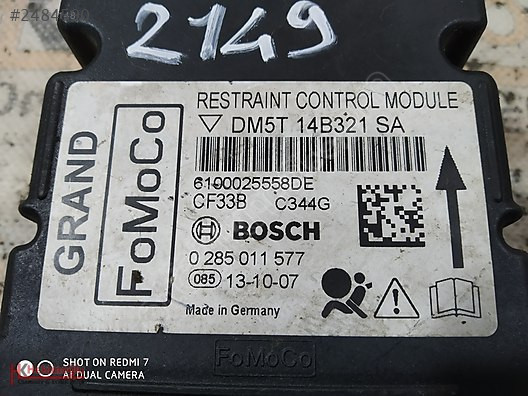 2149
GRAND
FoMoCo
RESTRAINT CONTROL MODULE
DM5T 14B321 SA
6100025558DE
CF33B C344G
BOSCH
0 285 011 577
085 13-10-07
Made in Germany
FoMoCo
SHOT ON REDMI 7
AI DUAL CAMERA